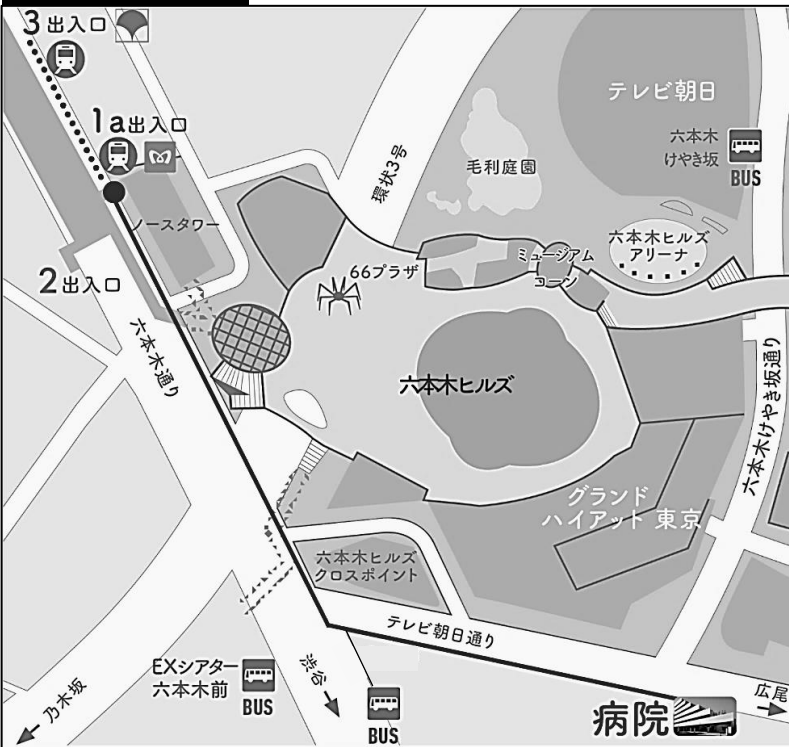 3出入口
1a出入口
テレビ朝日
六本木
けやき坂
BUS
毛利庭園
環状3号
ノースタワー
六本木ヒルズ
アリーナ
ミュージアム
コーン
66プラザ
2出入口
六本木通り
六本木ヒルズ
六本木けやき坂通り
グランド
ハイアット 東京
六本木ヒルズ
クロスポイント
テレビ朝日通り
EXシアター
六本木前
BUS
渋谷
乃木坂
BUS
広尾
病院